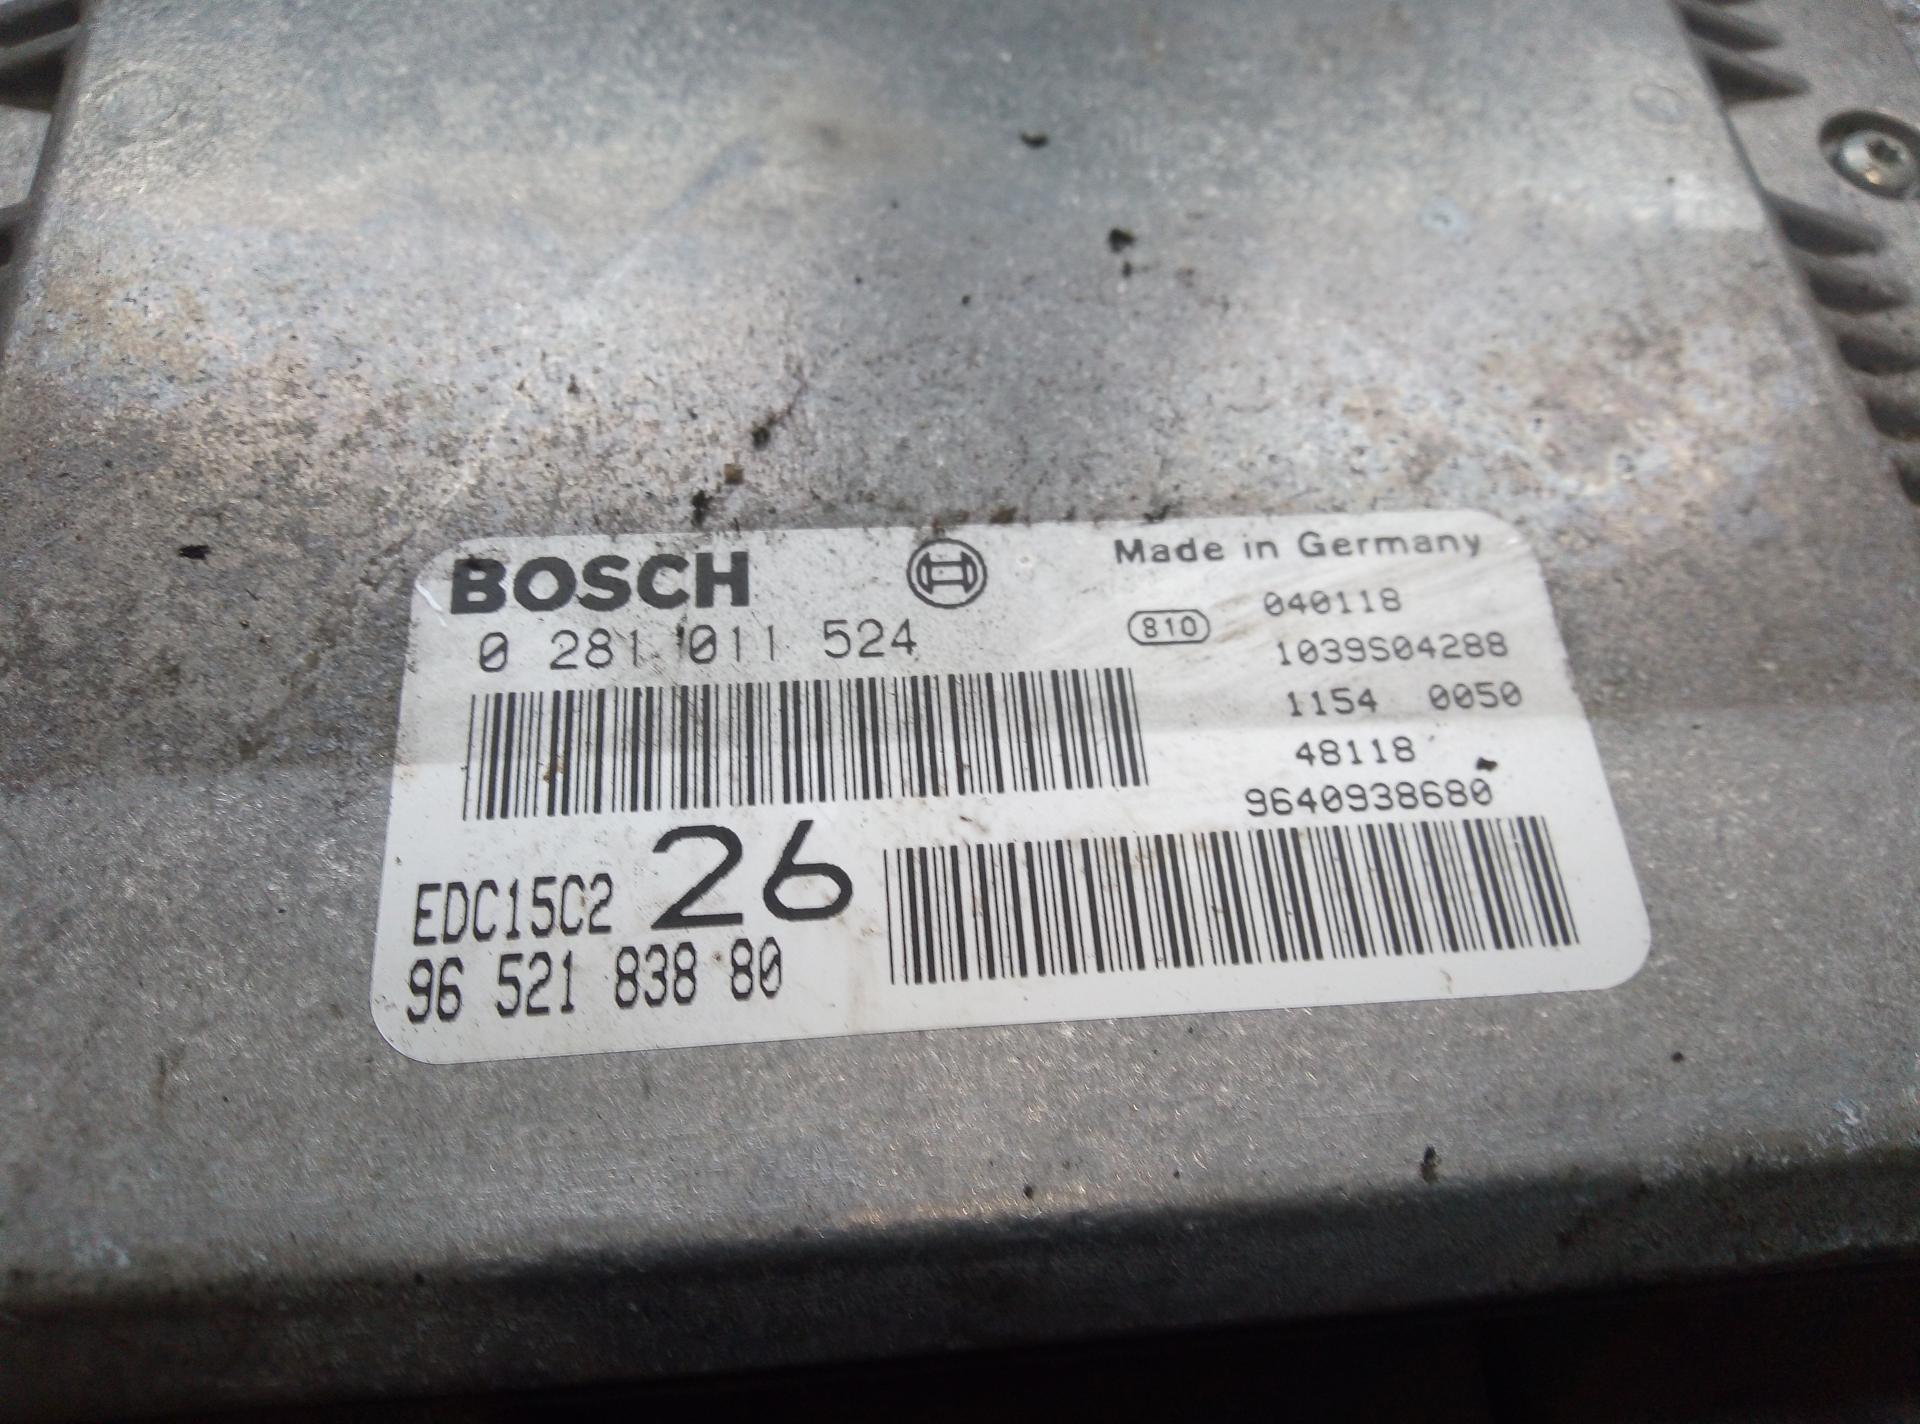 BOSCH
Made in Germany
0 281 011 524
810
040118
1039S04288
1154 0050
48118
9640938680
EDC15C2 26
96 521 838 80